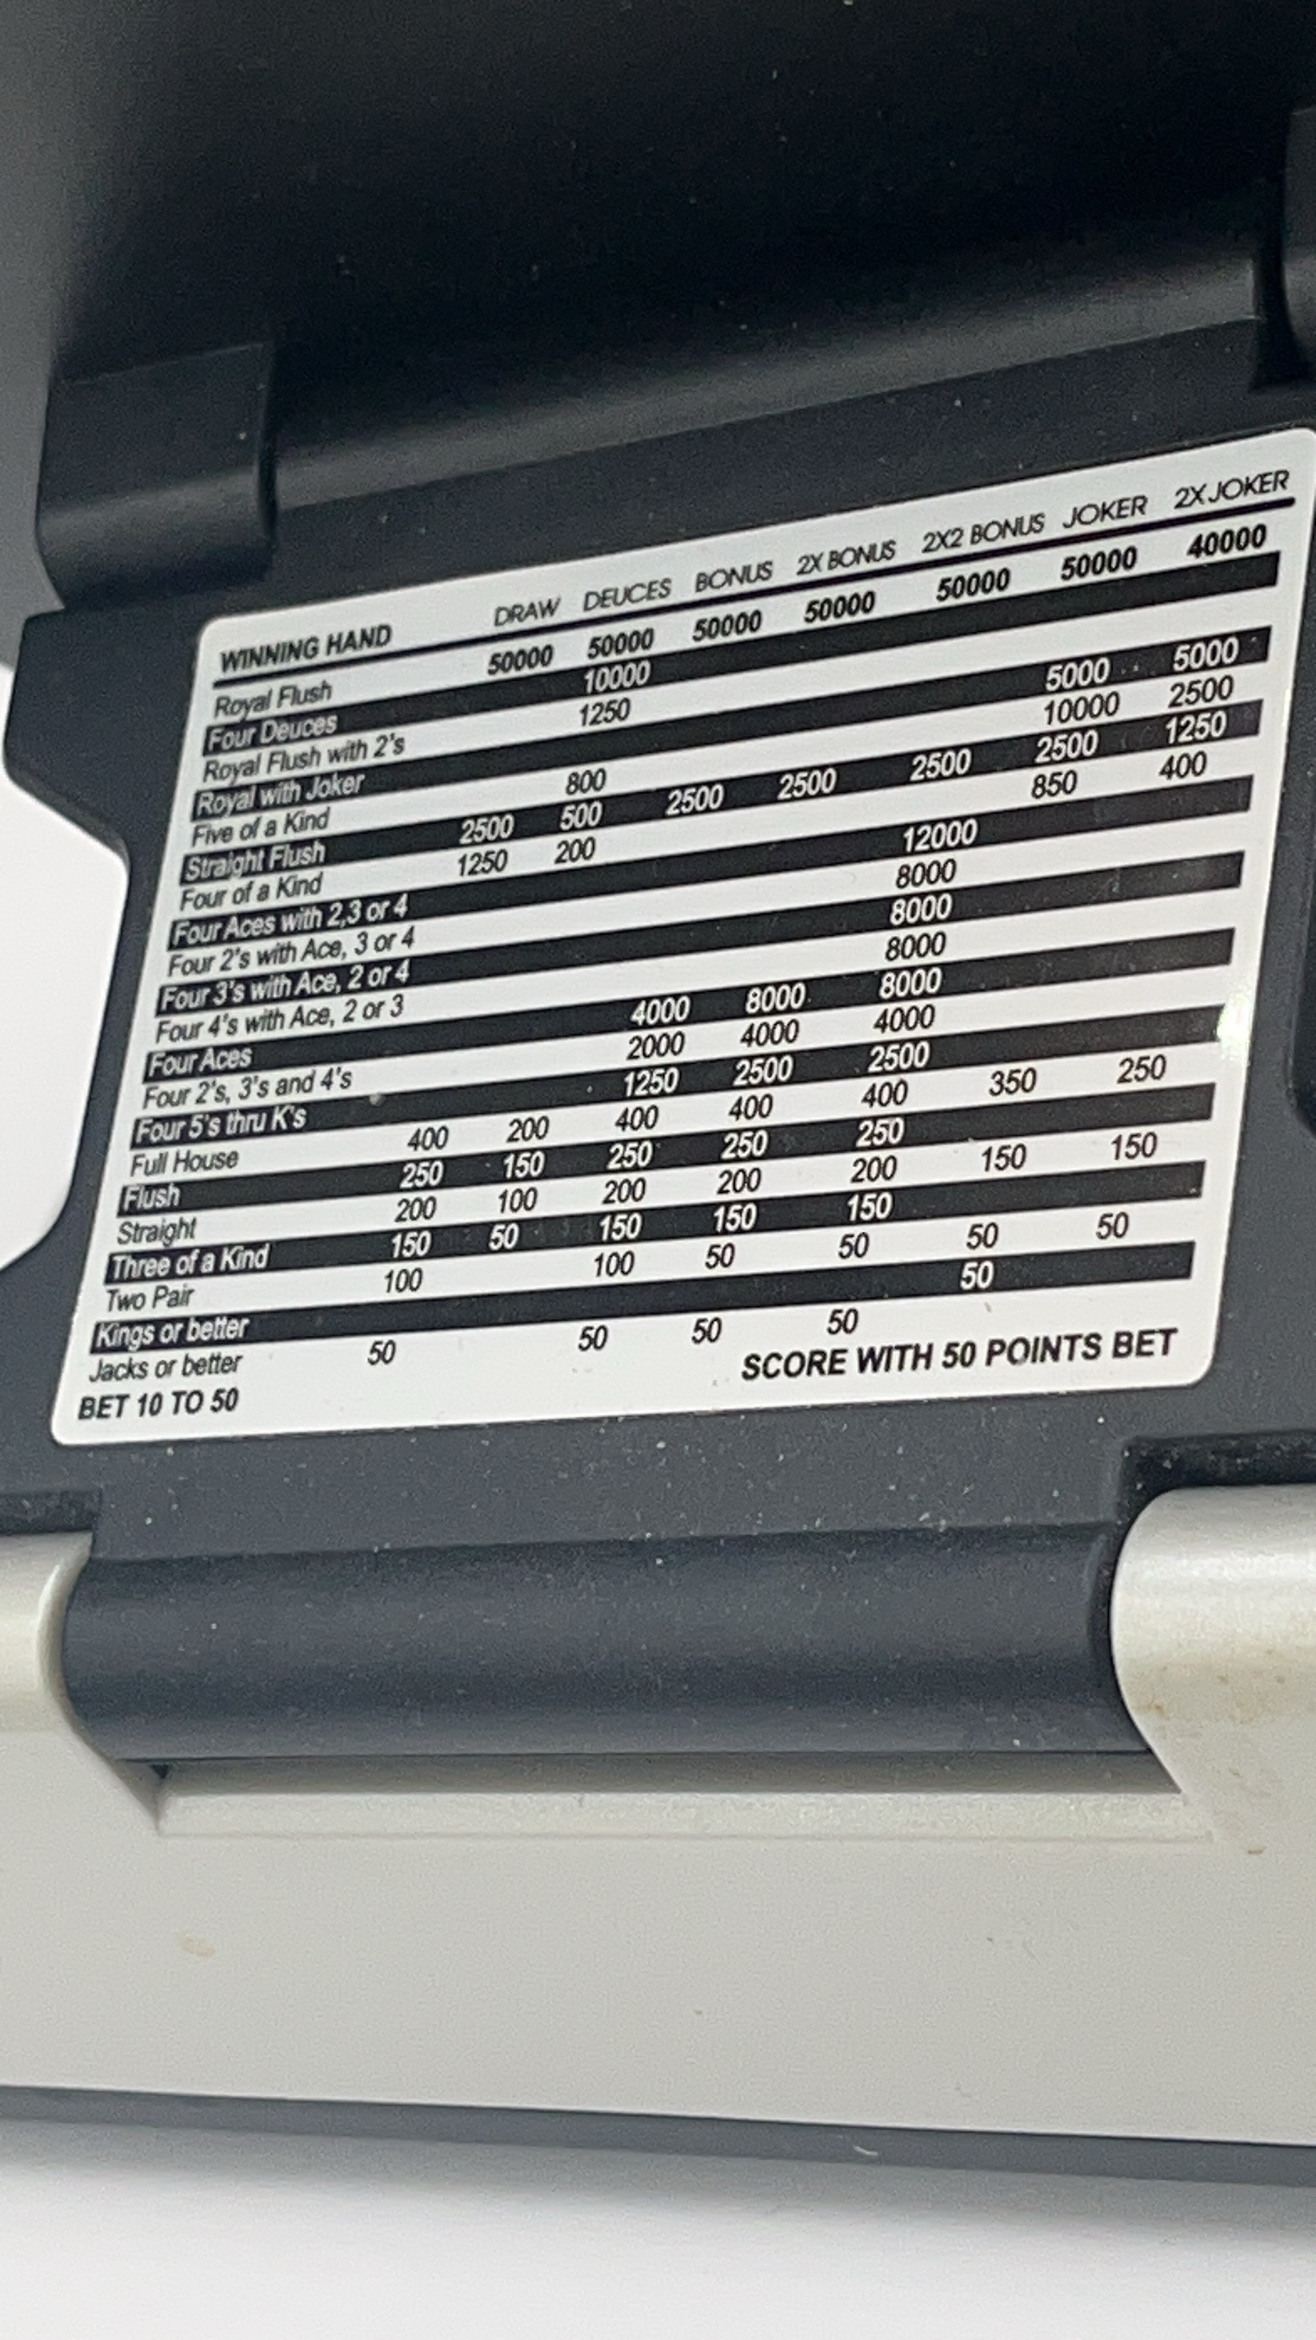 WINNING HAND DRAW DEUCES BONUS 2X BONUS 2X2 BONUS JOKER 2X JOKER
Royal Flush 50000 50000 50000 50000 50000 50000 40000
Four Deuces 10000
Royal Flush with 2's 1250
Royal with Joker 5000 5000
Five of a Kind 800 10000 2500
Straight Flush 2500 500 2500 2500 2500 2500 1250
Four of a Kind 1250 200 850 400
Four Aces with 2,3 or 4 12000
Four 2's with Ace, 3 or 4 8000
Four 3's with Ace, 2 or 4 8000
Four 4's with Ace, 2 or 3 8000
Four Aces 4000 8000 8000
Four 2's, 3's and 4's 2000 4000 4000
Four 5's thru K's 1250 2500 2500
Full House 400 200 400 400 400 350 250
Flush 250 150 250 250 250
Straight 200 100 200 200 200 150 150
Three of a Kind 150 50 150 150 150
Two Pair 100 100 50 50 50 50
Kings or better 50
Jacks or better 50 50 50 50
BET 10 TO 50 SCORE WITH 50 POINTS BET